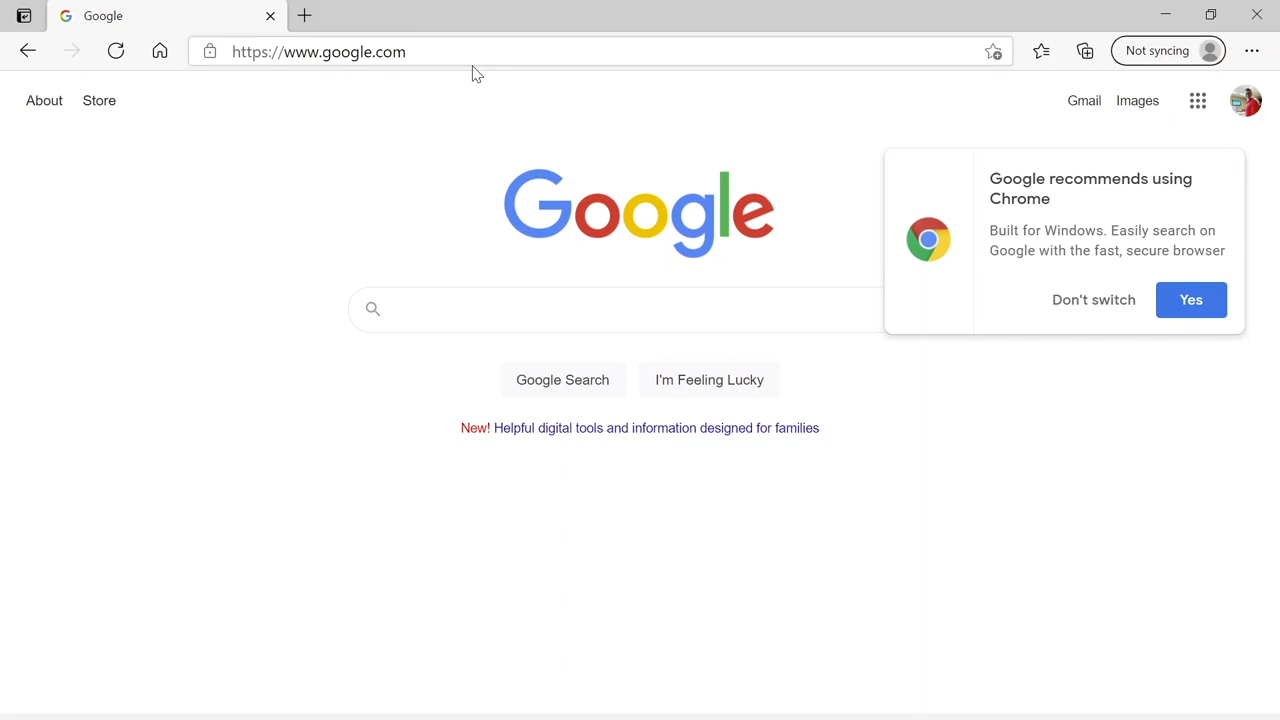 Google
https://www.google.com
Not syncing
About
Store
Gmail
Images
Google
Google recommends using
Chrome
Built for Windows. Easily search on
Google with the fast, secure browser
Don't switch
Yes
Google Search
I'm Feeling Lucky
New! Helpful digital tools and information designed for families